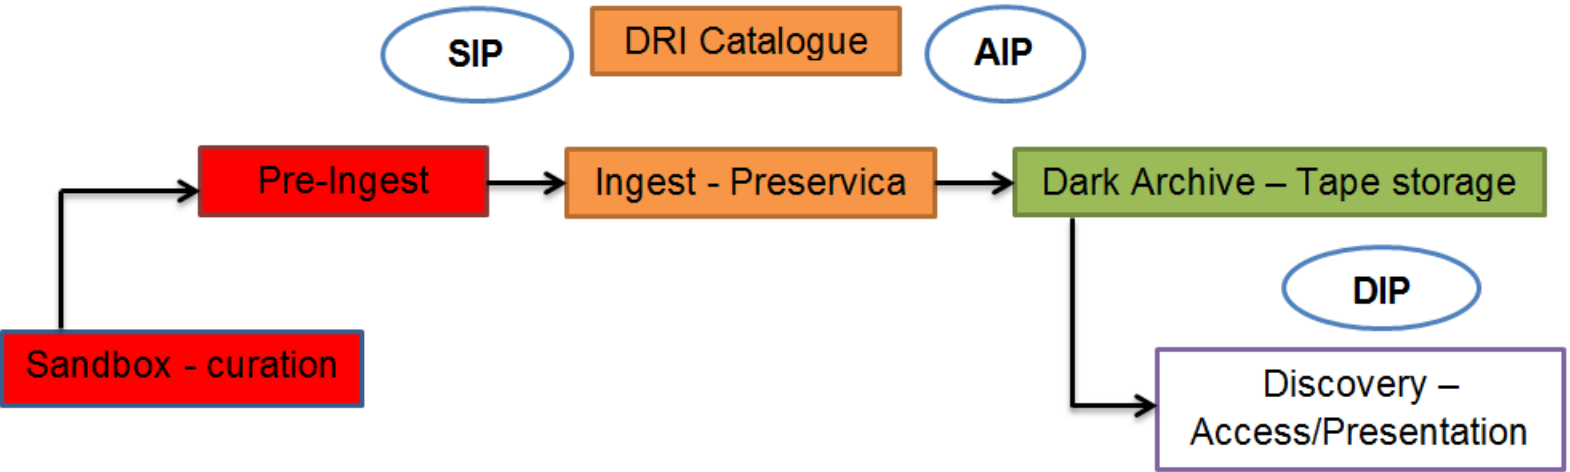 SIP
DRI Catalogue
AIP
Pre-Ingest
Ingest - Preservica
Dark Archive – Tape storage
DIP
Sandbox - curation
Discovery –
Access/Presentation